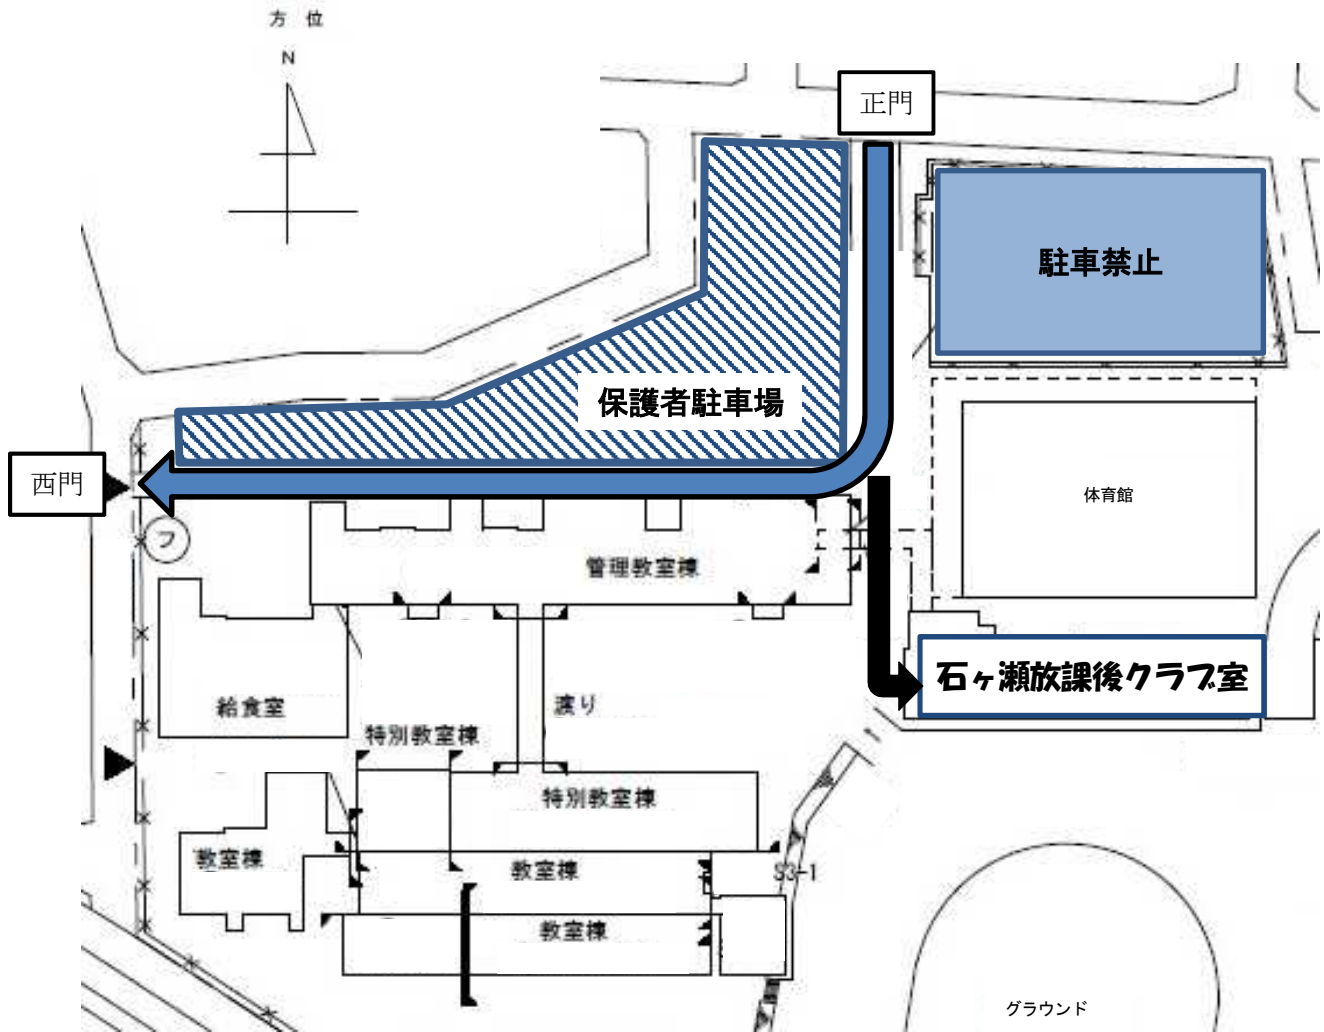 方 位
N
正門
駐車禁止
保護者駐車場
西門
体育館
フ
管理教室棟
石ヶ瀬放課後クラブ室
給食室
渡り
特別教室棟
特別教室棟
教室棟
教室棟
S3-1
教室棟
グラウンド